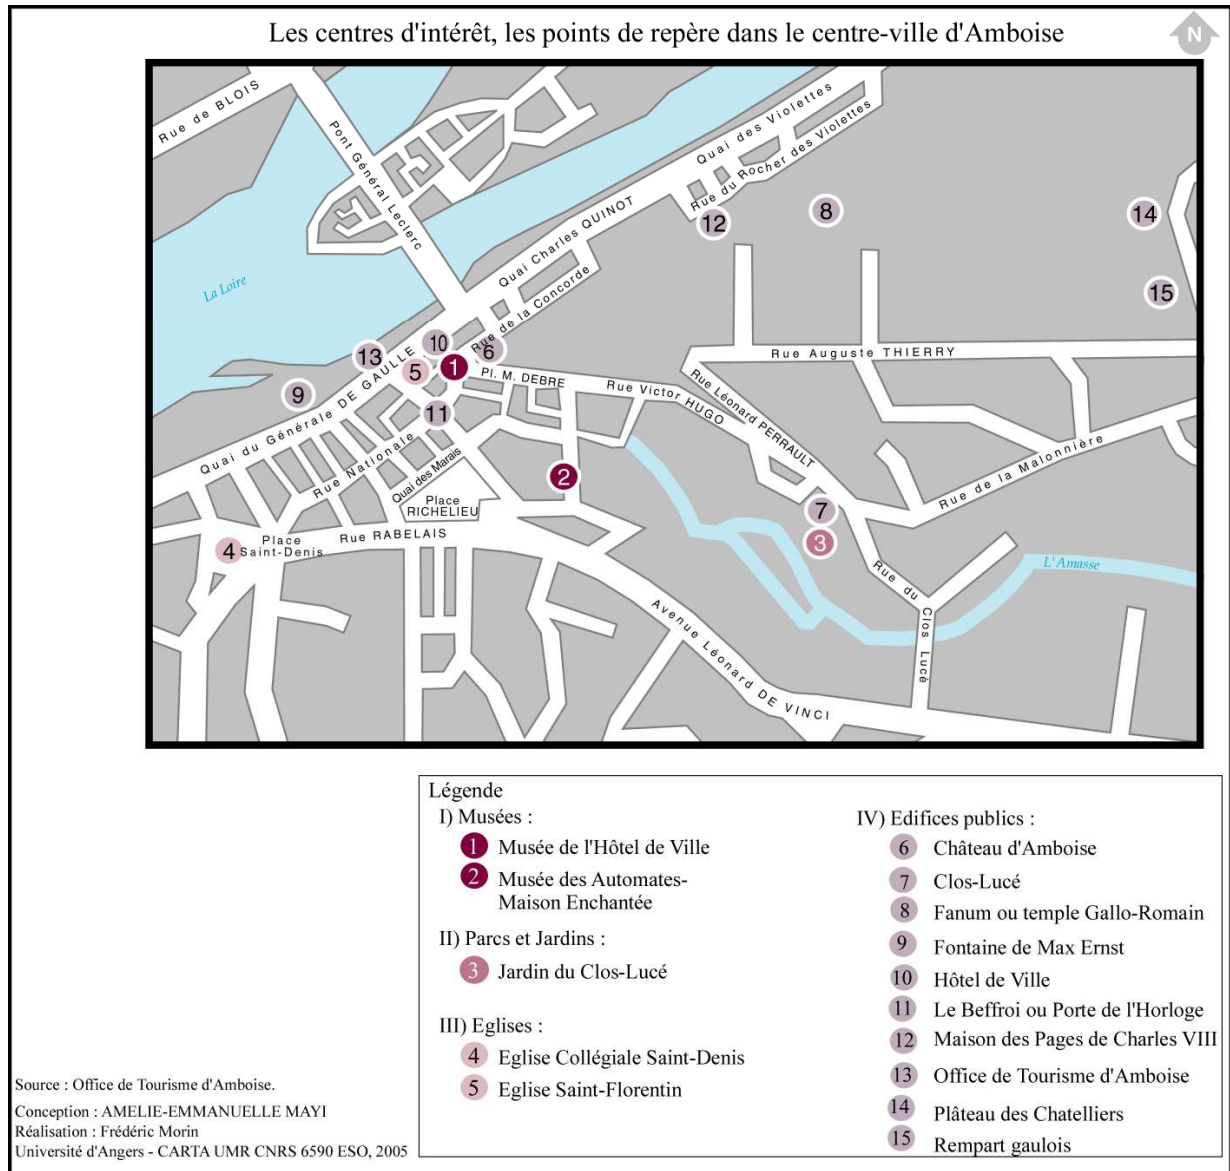 Les centres d'intérêt, les points de repère dans le centre-ville d'Amboise
N
Rue de BLOIS
Pont Général Leclerc
La Loire
Quai des Violettes
Rue du Rocher des Violettes
Quai Charles QUINOT
Rue de la Concorde
12
8
14
15
13
10
6
5
1
9
11
Quai du Générale DE GAULLE
Pl. M. DEBRE
Rue Victor HUGO
Rue Auguste THIERRY
Rue Léonard PERRAULT
Rue de la Malonnière
Rue Nationale
Quai des Marais
2
Place
RICHELIEU
7
3
4
Place
Saint-Denis
Rue RABELAIS
L'Amasse
Rue du Clos Lucè
Avenue Léonard DE VINCI
Légende
I) Musées :
1 Musée de l'Hôtel de Ville
2 Musée des Automates-
Maison Enchantée
II) Parcs et Jardins :
3 Jardin du Clos-Lucé
III) Eglises :
4 Eglise Collégiale Saint-Denis
5 Eglise Saint-Florentin
IV) Edifices publics :
6 Château d'Amboise
7 Clos-Lucé
8 Fanum ou temple Gallo-Romain
9 Fontaine de Max Ernst
10 Hôtel de Ville
11 Le Beffroi ou Porte de l'Horloge
12 Maison des Pages de Charles VIII
13 Office de Tourisme d'Amboise
14 Plâteau des Chatelliers
15 Rempart gaulois
Source : Office de Tourisme d'Amboise.
Conception : AMELIE-EMMANUELLE MAYI
Réalisation : Frédéric Morin
Université d'Angers - CARTA UMR CNRS 6590 ESO, 2005